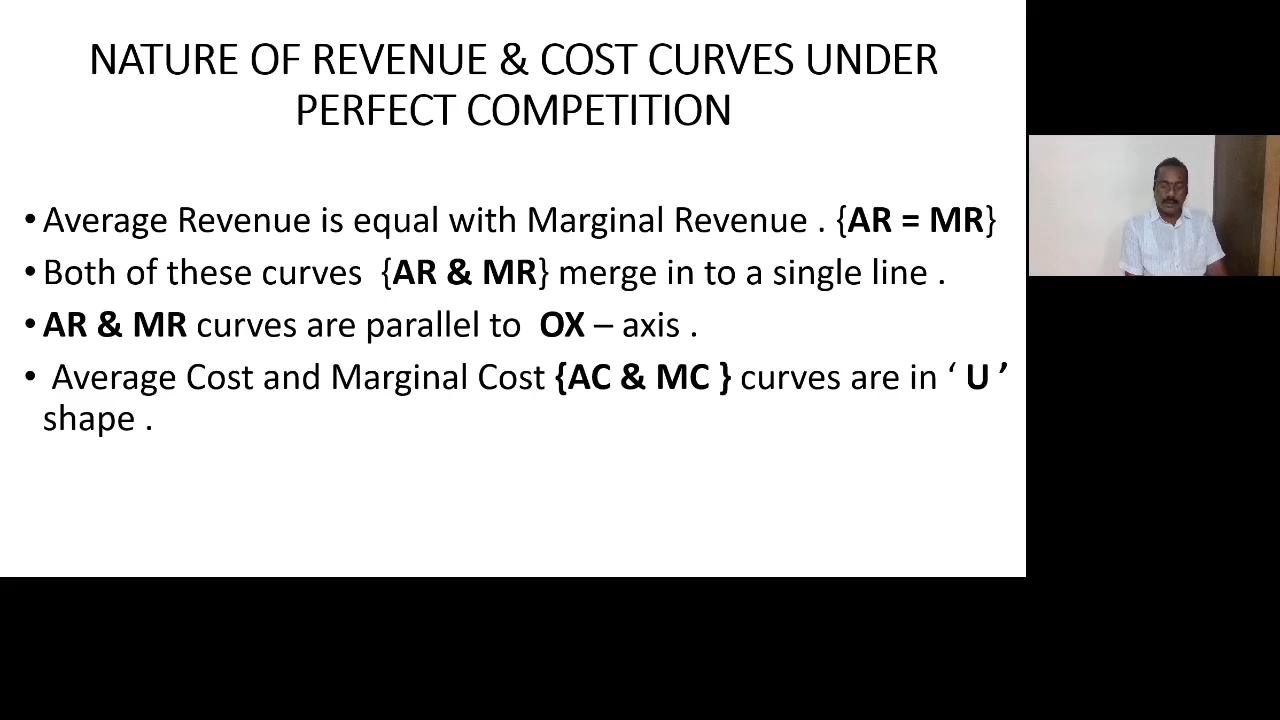 NATURE OF REVENUE & COST CURVES UNDER
PERFECT COMPETITION
• Average Revenue is equal with Marginal Revenue . {AR = MR}
• Both of these curves {AR & MR} merge in to a single line .
• AR & MR curves are parallel to OX – axis .
• Average Cost and Marginal Cost {AC & MC } curves are in ‘ U ’
shape .